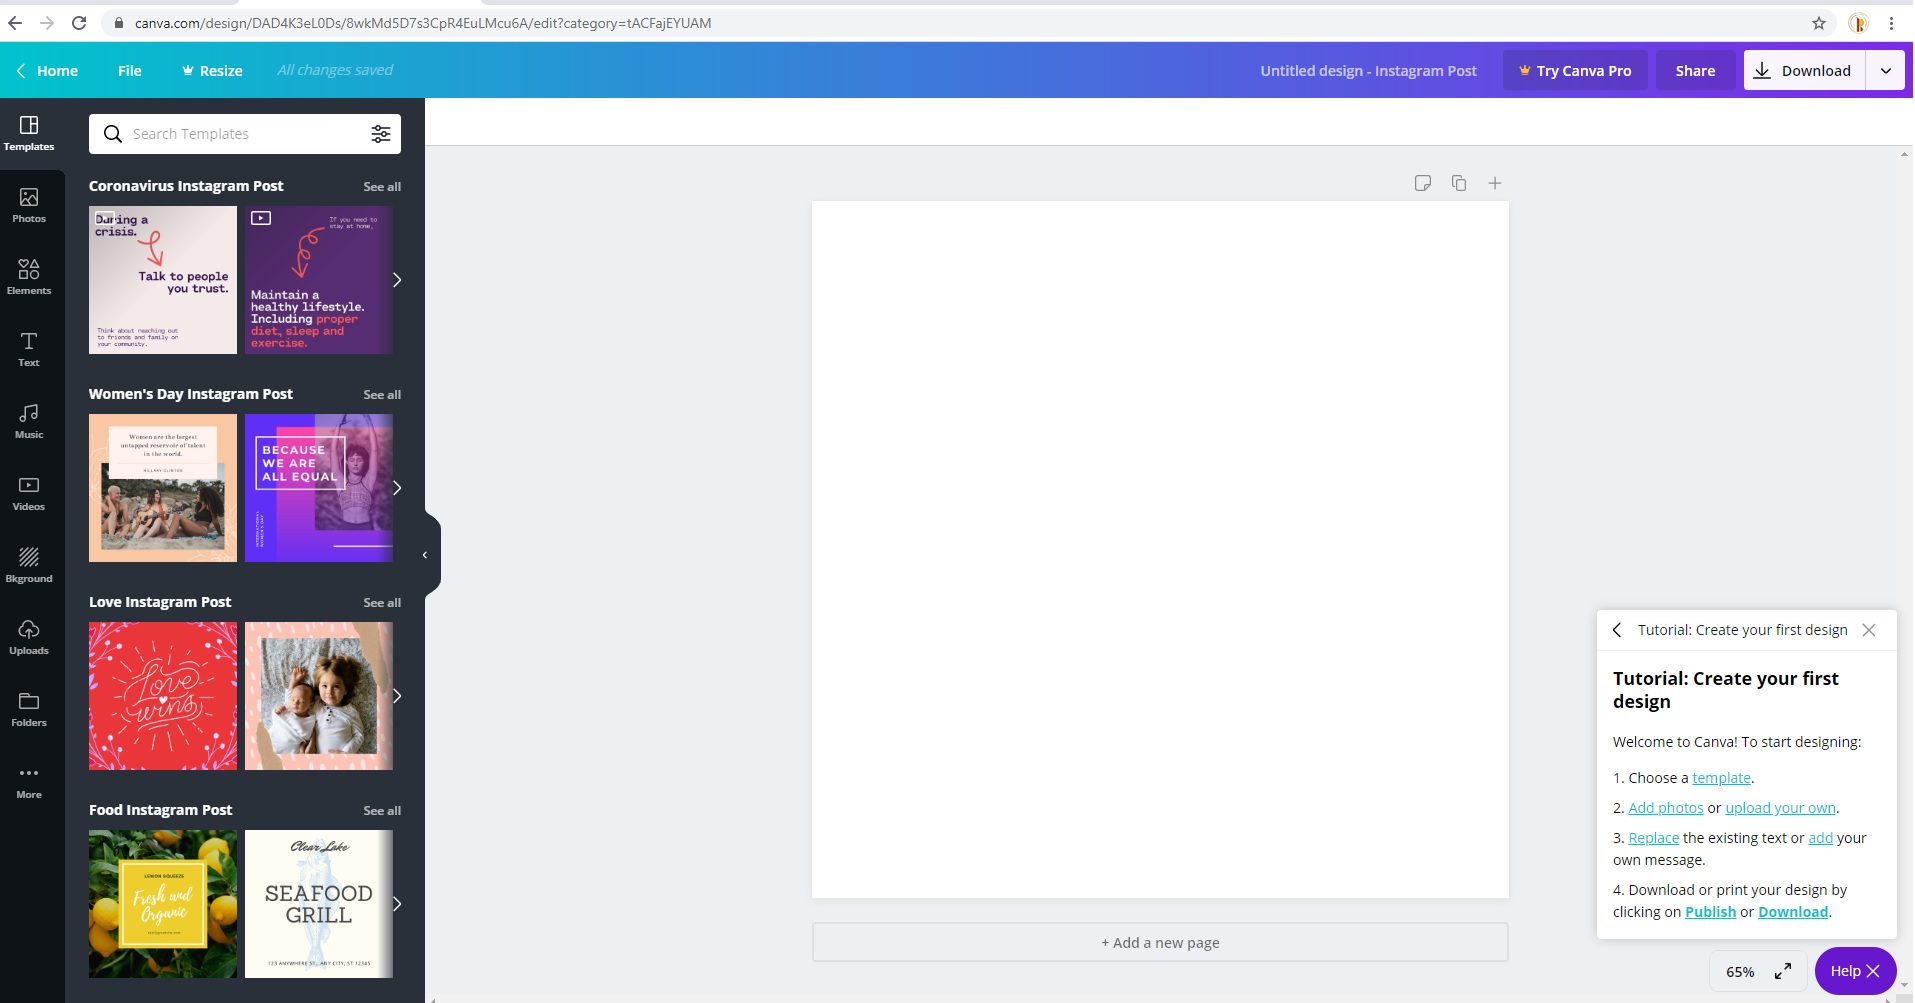 canva.com/design/DAD4K3eL0Ds/8wkMd5D7s3CpR4EuLMcu6A/edit?category=tACFajEYUAM
Home
File
Resize
All changes saved
Untitled design - Instagram Post
Try Canva Pro
Share
Download
Templates
Photos
Elements
Text
Music
Videos
Bkground
Uploads
Folders
More
Search Templates
Coronavirus Instagram Post
See all
During a
crisis.
Talk to people
you trust.
Think about reaching out
to friends and family or
your community.
If you need to
stay at home,
Maintain a
healthy lifestyle.
Including proper
diet, sleep and
exercise.
Women's Day Instagram Post
See all
Women are the largest
untapped reservoir of talent
in the world.
HILLARY CLINTON
BECAUSE
WE ARE
ALL EQUAL
INTERNATIONAL
WOMEN'S DAY
Love Instagram Post
See all
Love
wins
Food Instagram Post
See all
LEMON SQUEEZE
Fresh and
Organic
Clear Lake
SEAFOOD
GRILL
123 ANYWHERE ST., ANY CITY, ST 12345
+ Add a new page
Tutorial: Create your first design
Tutorial: Create your first
design
Welcome to Canva! To start designing:
1. Choose a template.
2. Add photos or upload your own.
3. Replace the existing text or add your
own message.
4. Download or print your design by
clicking on Publish or Download.
65%
Help